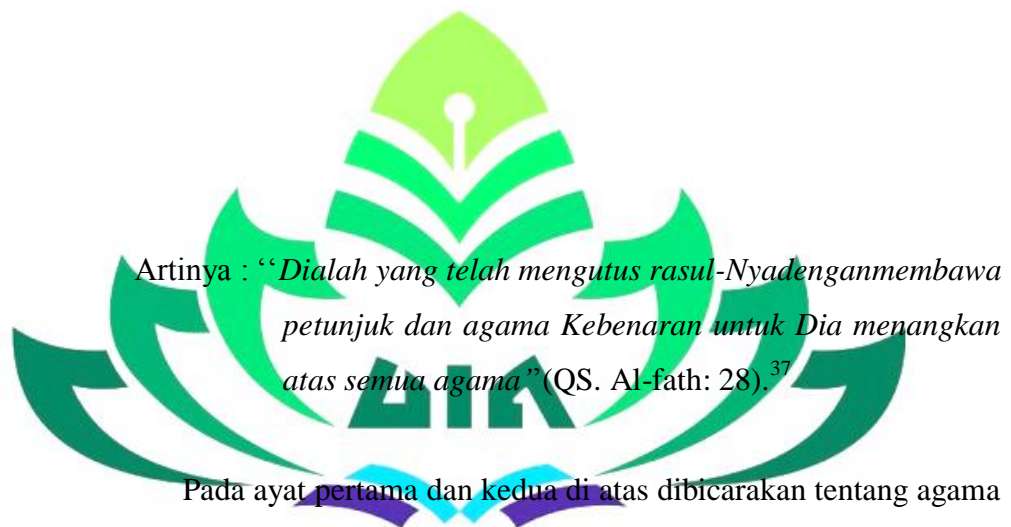 Artinya : ‘‘Dialah yang telah mengutus rasul-Nyadenganmembawa
petunjuk dan agama Kebenaran untuk Dia menangkan
atas semua agama”(QS. Al-fath: 28).37
Pada ayat pertama dan kedua di atas dibicarakan tentang agama